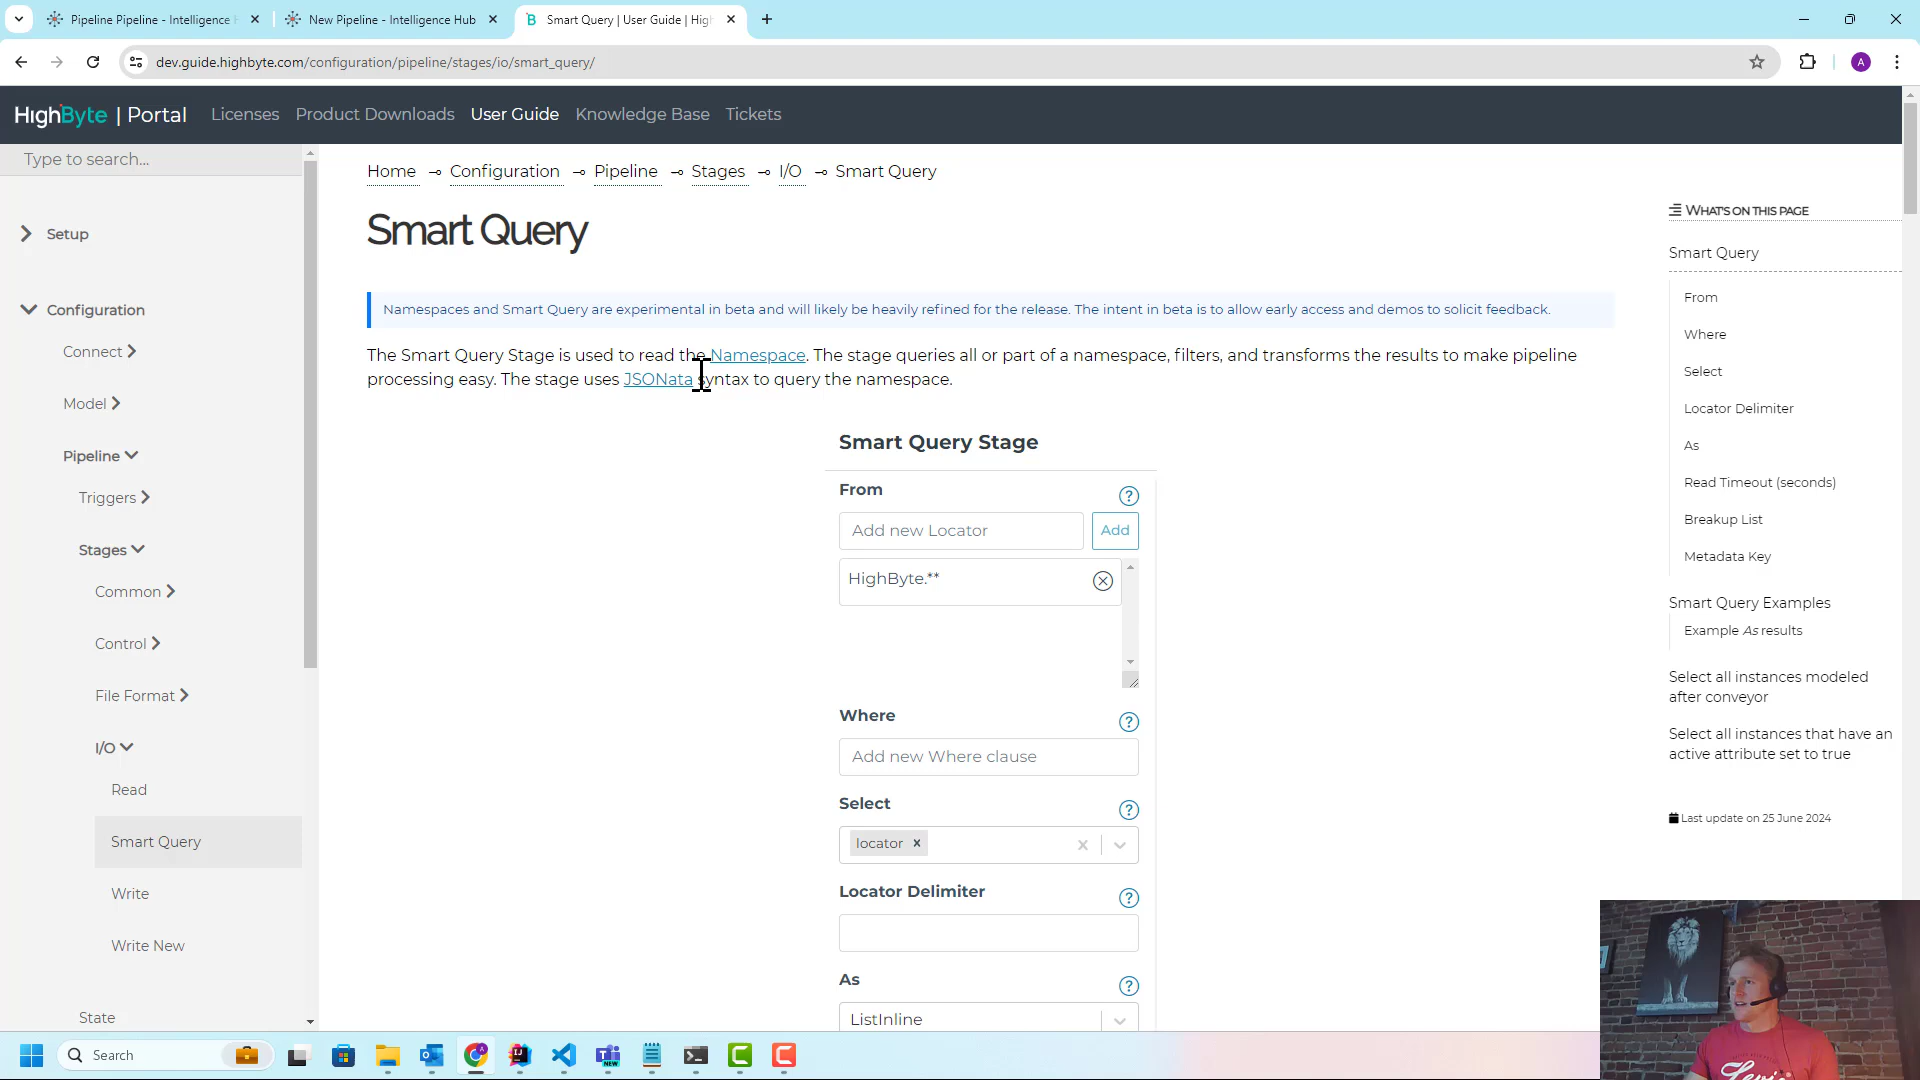 Pipeline Pipeline - Intelligence
New Pipeline - Intelligence Hub
Smart Query | User Guide | High
dev.guide.highbyte.com/configuration/pipeline/stages/io/smart_query/
A
HighByte | Portal
Licenses
Product Downloads
User Guide
Knowledge Base
Tickets
Type to search...
Setup
Configuration
Connect
Model
Pipeline
Triggers
Stages
Common
Control
File Format
I/O
Read
Smart Query
Write
Write New
State
Home → Configuration → Pipeline → Stages → I/O → Smart Query
Smart Query
Namespaces and Smart Query are experimental in beta and will likely be heavily refined for the release. The intent in beta is to allow early access and demos to solicit feedback.
The Smart Query Stage is used to read the Namespace. The stage queries all or part of a namespace, filters, and transforms the results to make pipeline
processing easy. The stage uses JSONata syntax to query the namespace.
Smart Query Stage
From
?
Add new Locator
Add
HighByte.**
Where
?
Add new Where clause
Select
?
locator
Locator Delimiter
?
As
?
ListInline
WHAT'S ON THIS PAGE
Smart Query
From
Where
Select
Locator Delimiter
As
Read Timeout (seconds)
Breakup List
Metadata Key
Smart Query Examples
Example As results
Select all instances modeled
after conveyor
Select all instances that have an
active attribute set to true
Last update on 25 June 2024
Search
NEW